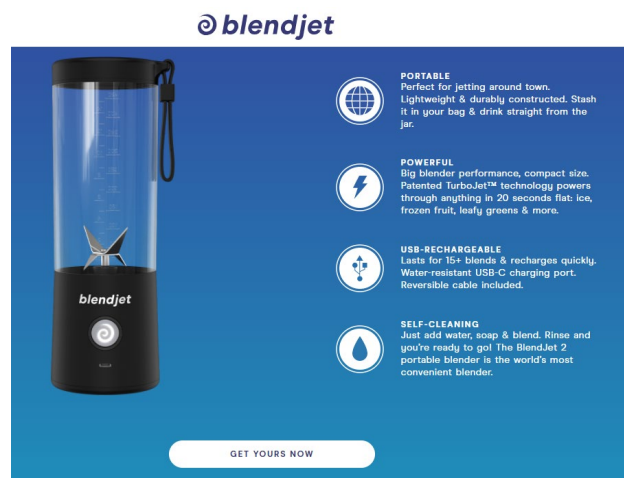 blendjet
PORTABLE
Perfect for jetting around town.
Lightweight & durably constructed. Stash
it in your bag & drink straight from the
jar.
POWERFUL
Big blender performance, compact size.
Patented TurboJet™ technology powers
through anything in 20 seconds flat: ice,
frozen fruit, leafy greens & more.
USB-RECHARGEABLE
Lasts for 15+ blends & recharges quickly.
Water-resistant USB-C charging port.
Reversible cable included.
blendjet
SELF-CLEANING
Just add water, soap & blend. Rinse and
you're ready to go! The BlendJet 2
portable blender is the world's most
convenient blender.
GET YOURS NOW